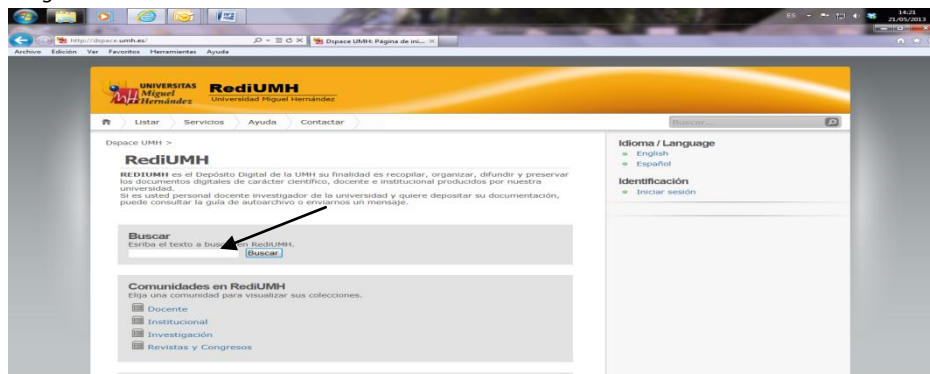 ES
14:21
21/05/2013
http://dspace.umh.es/
Dspace UMH: Página de ini...
Archivo Edición Ver Favoritos Herramientas Ayuda
UNIVERSITAS
Miguel
Hernández
RediUMH
Universidad Miguel Hernández
Listar Servicios Ayuda Contactar
Buscar...
Dspace UMH >
RediUMH
REDIUMH es el Depósito Digital de la UMH su finalidad es recopilar, organizar, difundir y preservar
los documentos digitales de carácter científico, docente e institucional producidos por nuestra
universidad.
Si es usted personal docente investigador de la universidad y quiere depositar su documentación,
puede consultar la guía de autoarchivo o enviarnos un mensaje.
Buscar
Escriba el texto a buscar en RediUMH.
Buscar
Comunidades en RediUMH
Elija una comunidad para visualizar sus colecciones.
Docente
Institucional
Investigación
Revistas y Congresos
Idioma / Language
English
Español
Identificación
Iniciar sesión